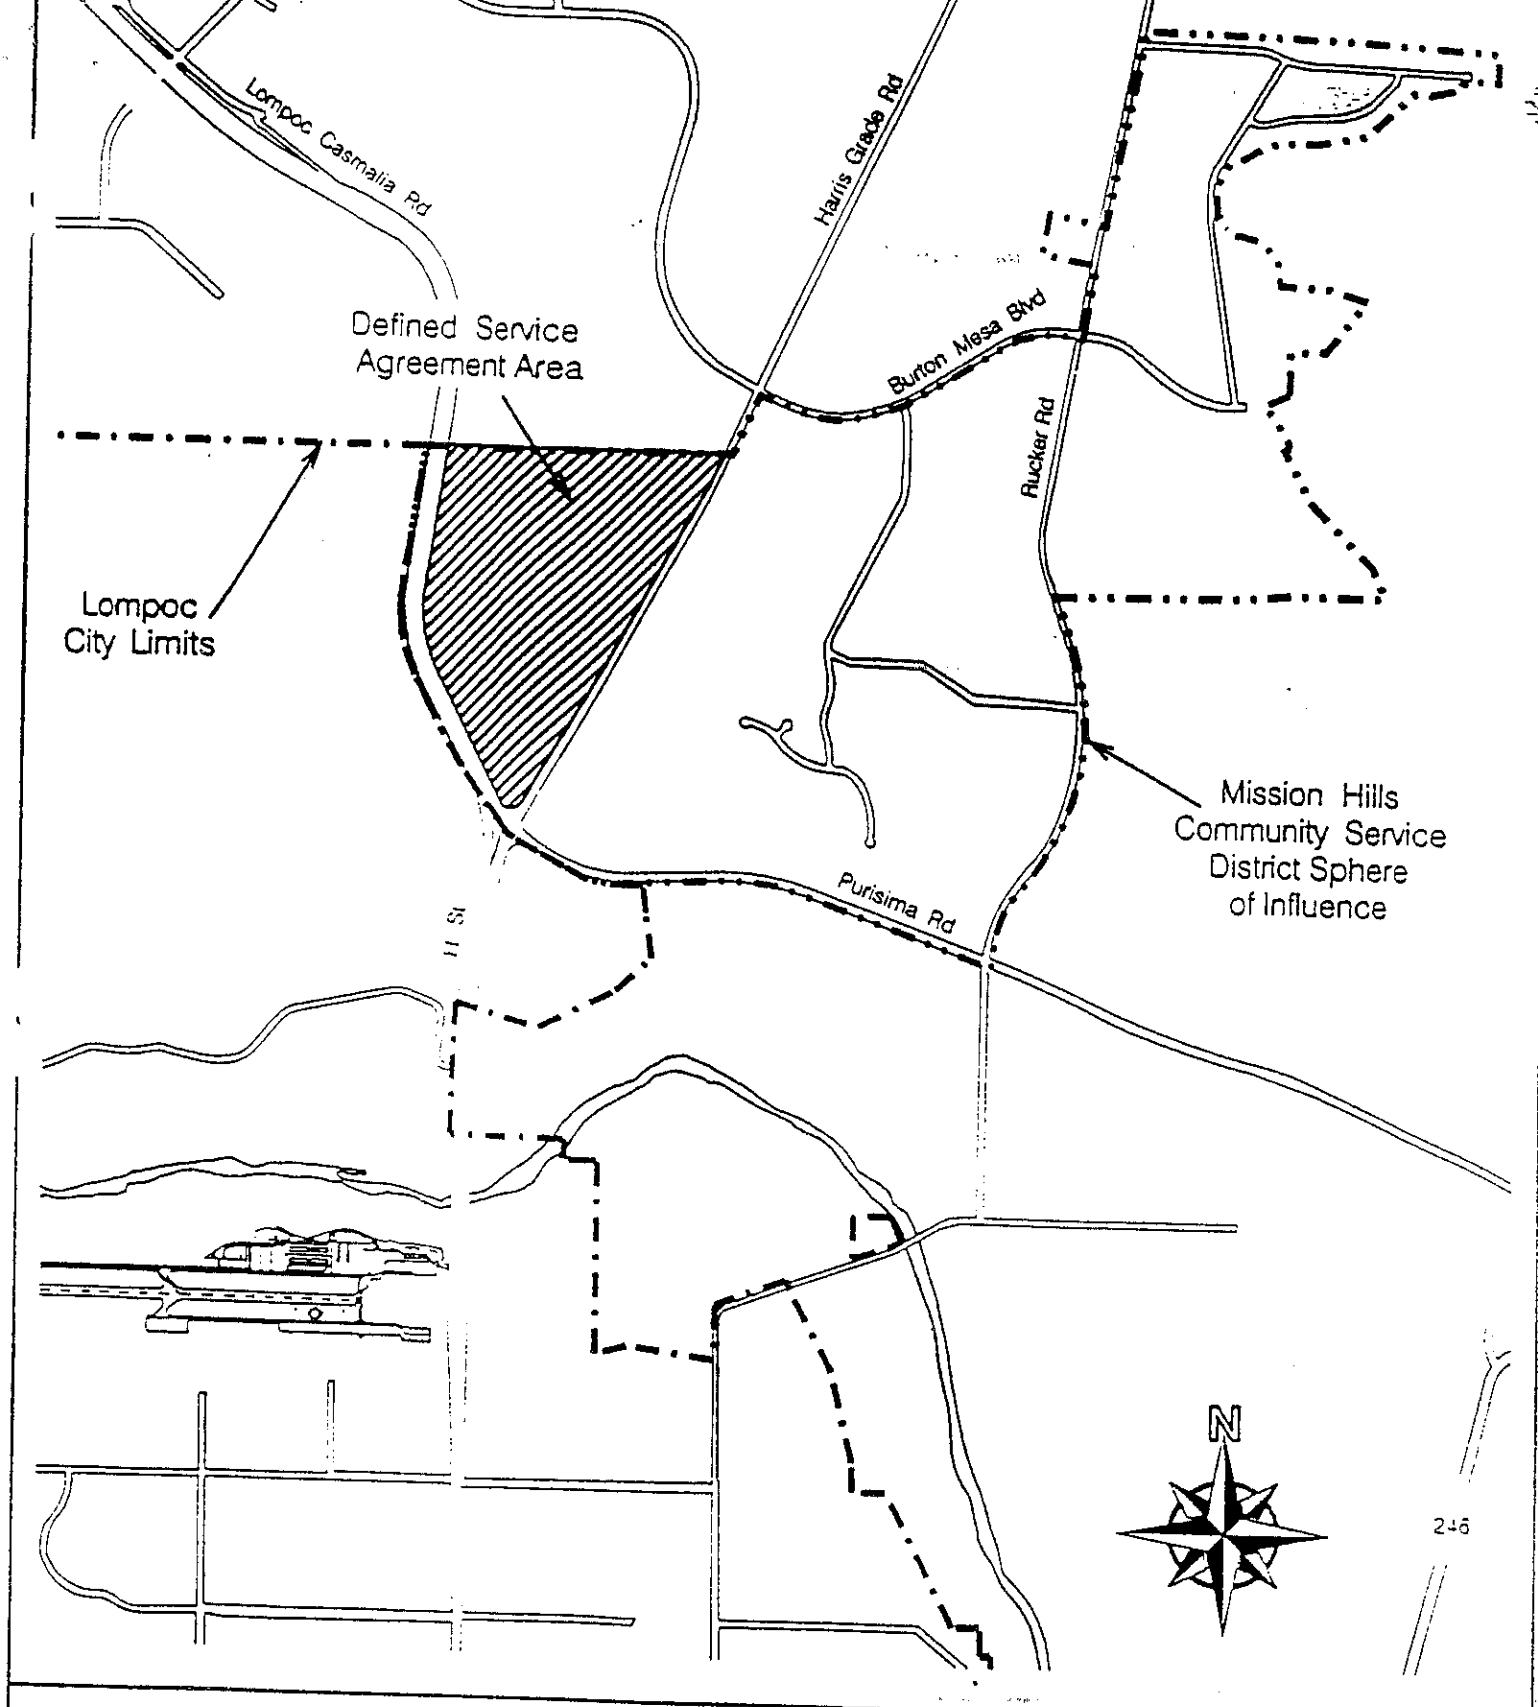 Lompoc Casmalia Rd
Harris Grade Rd
Defined Service
Agreement Area
Burton Mesa Blvd
Rucker Rd
Lompoc
City Limits
Mission Hills
Community Service
District Sphere
of Influence
Purisima Rd
H St
N
246